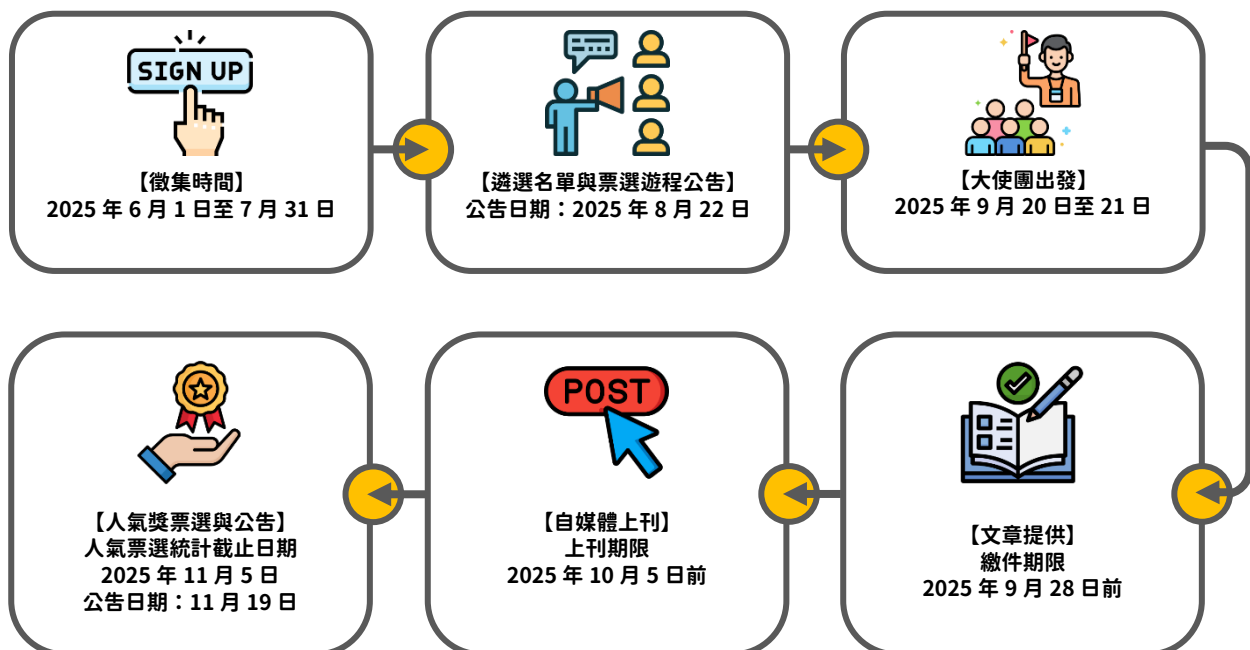 SIGN UP
【徵集時間】
2025 年 6 月 1 日至 7 月 31 日
【遴選名單與票選遊程公告】
公告日期：2025 年 8 月 22 日
【大使團出發】
2025 年 9 月 20 日至 21 日
【文章提供】
繳件期限
2025 年 9 月 28 日前
POST
【自媒體上刊】
上刊期限
2025 年 10 月 5 日前
【人氣獎票選與公告】
人氣票選統計截止日期
2025 年 11 月 5 日
公告日期：11 月 19 日